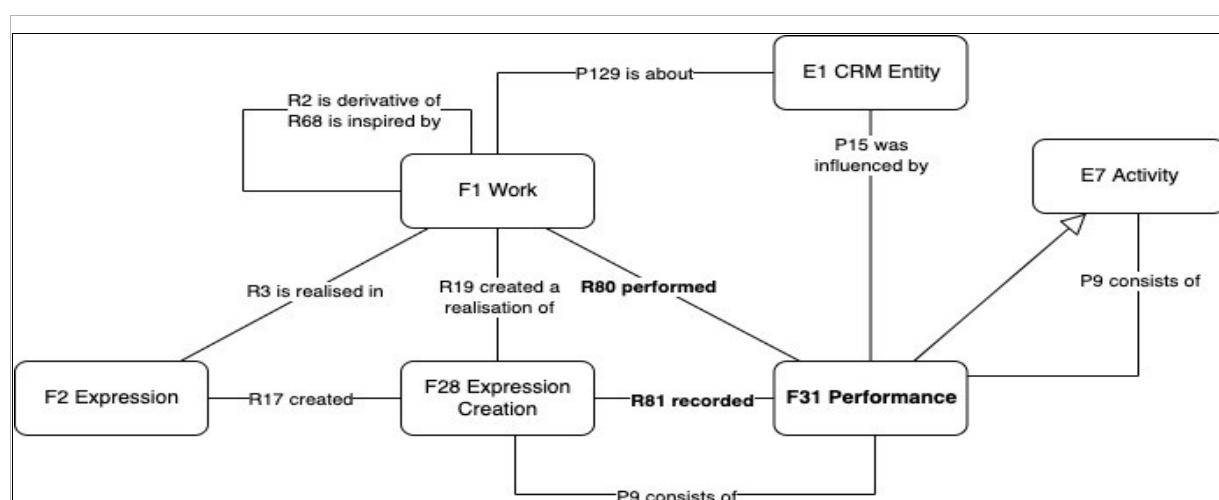 E1 CRM Entity
P129 is about
R2 is derivative of
R68 is inspired by
P15 was
influenced by
E7 Activity
F1 Work
P9 consists of
R3 is realised in
R19 created a
realisation of
R80 performed
F2 Expression
R17 created
F28 Expression
Creation
R81 recorded
F31 Performance
P9 consists of